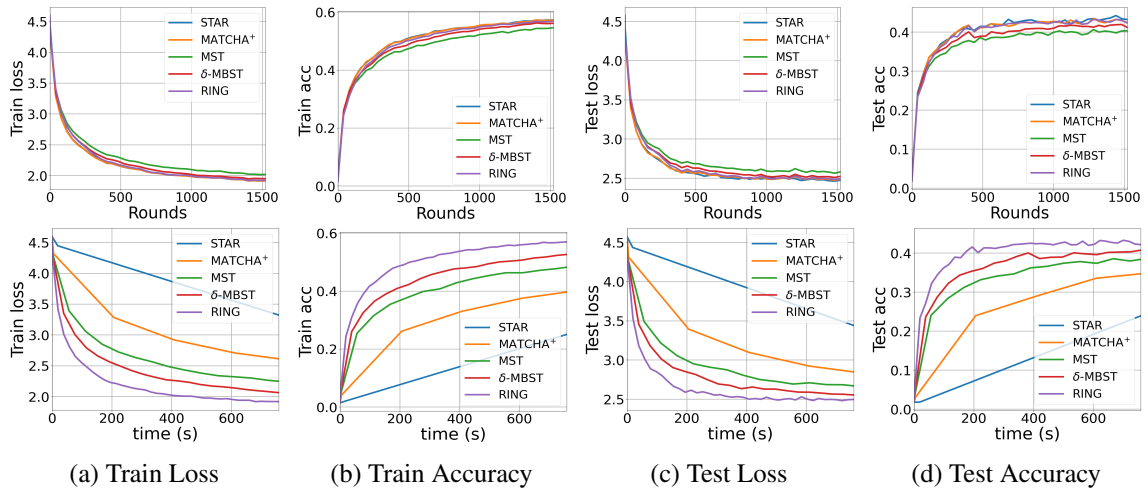 4.5
4.0
3.5
3.0
2.5
2.0
Train loss
STAR
MATCHA⁺
MST
δ-MBST
RING
0 500 1000 1500
Rounds
0.6
0.4
0.2
0.0
Train acc
STAR
MATCHA⁺
MST
δ-MBST
RING
0 500 1000 1500
Rounds
4.5
4.0
3.5
3.0
2.5
Test loss
STAR
MATCHA⁺
MST
δ-MBST
RING
0 500 1000 1500
Rounds
0.4
0.3
0.2
0.1
0.0
Test acc
STAR
MATCHA⁺
MST
δ-MBST
RING
0 500 1000 1500
Rounds
4.5
4.0
3.5
3.0
2.5
2.0
Train loss
STAR
MATCHA⁺
MST
δ-MBST
RING
0 200 400 600
time (s)
0.6
0.4
0.2
0.0
Train acc
STAR
MATCHA⁺
MST
δ-MBST
RING
0 200 400 600
time (s)
4.5
4.0
3.5
3.0
2.5
Test loss
STAR
MATCHA⁺
MST
δ-MBST
RING
0 200 400 600
time (s)
0.4
0.3
0.2
0.1
0.0
Test acc
STAR
MATCHA⁺
MST
δ-MBST
RING
0 200 400 600
time (s)
(a) Train Loss
(b) Train Accuracy
(c) Test Loss
(d) Test Accuracy